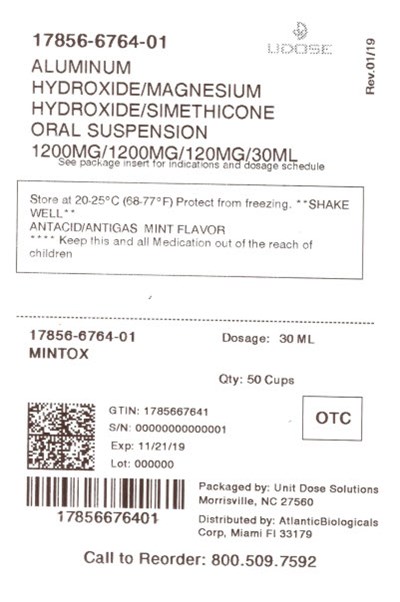 17856-6764-01
UDOSE
Rev.01/19
ALUMINUM
HYDROXIDE/MAGNESIUM
HYDROXIDE/SIMETHICONE
ORAL SUSPENSION
1200MG/1200MG/120MG/30ML
See package insert for indications and dosage schedule
Store at 20-25°C (68-77°F) Protect from freezing. **SHAKE
WELL**
ANTACID/ANTIGAS MINT FLAVOR
**** Keep this and all Medication out of the reach of
children
17856-6764-01
Dosage: 30 ML
MINTOX
Qty: 50 Cups
GTIN: 1785667641
S/N: 00000000000001
Exp: 11/21/19
Lot: 000000
OTC
17856676401
Packaged by: Unit Dose Solutions
Morrisville, NC 27560
Distributed by: AtlanticBiologicals
Corp, Miami Fl 33179
Call to Reorder: 800.509.7592